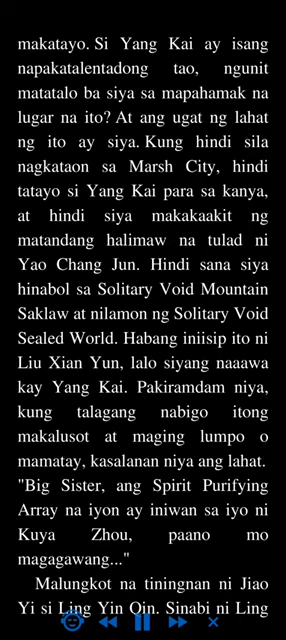 makatayo. Si Yang Kai ay isang
napakatalentadong tao, ngunit
matatalo ba siya sa mapahamak na
lugar na ito? At ang ugat ng lahat
ng ito ay siya. Kung hindi sila
nagkataon sa Marsh City, hindi
tatayo si Yang Kai para sa kanya,
at hindi siya makakaakit ng
matandang halimaw na tulad ni
Yao Chang Jun. Hindi sana siya
hinabol sa Solitary Void Mountain
Saklaw at nilamon ng Solitary Void
Sealed World. Habang iniisip ito ni
Liu Xian Yun, lalo siyang naaawa
kay Yang Kai. Pakiramdam niya,
kung talagang nabigo itong
makalusot at maging lumpo o
mamatay, kasalanan niya ang lahat.
"Big Sister, ang Spirit Purifying
Array na iyon ay iniwan sa iyo ni
Kuya Zhou, paano mo
magagawang..."
Malungkot na tiningnan ni Jiao
Yi si Ling Yin Qin. Sinabi ni Ling